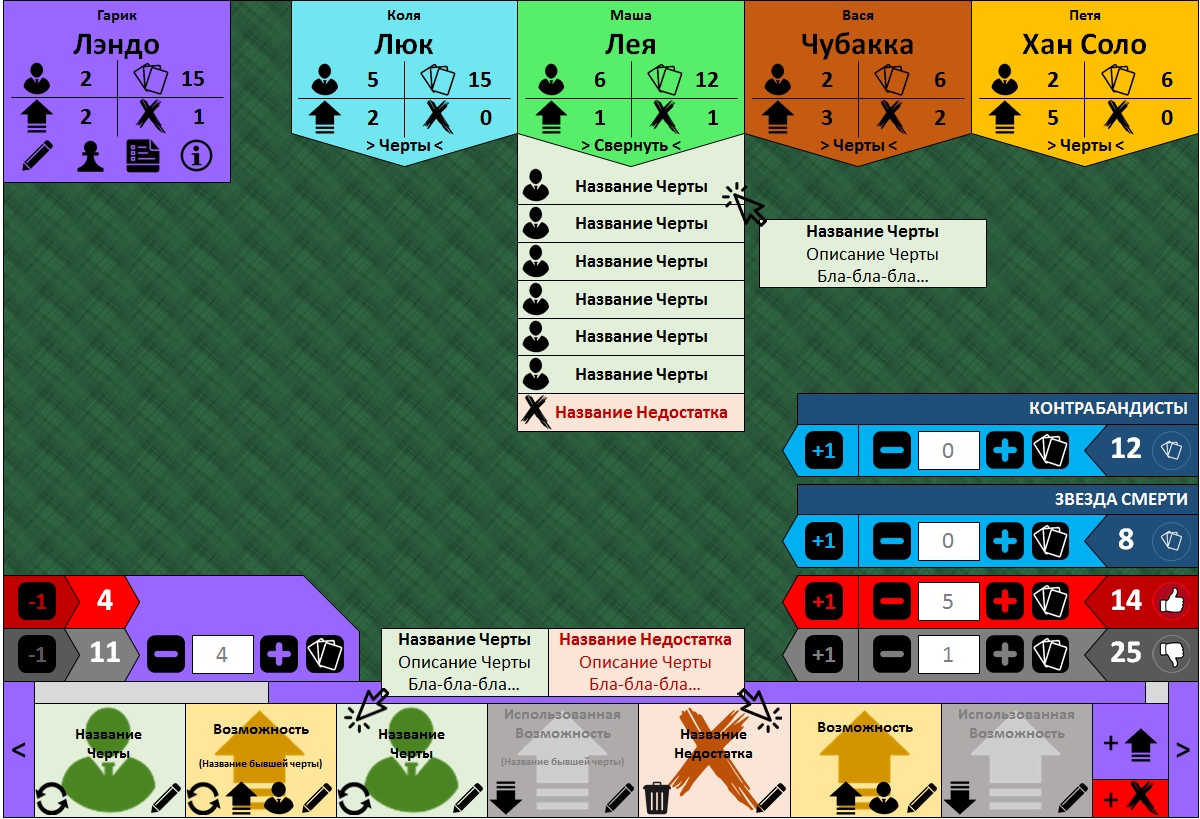 Гарик
Лэндо
2
15
2
1
Коля
Люк
5
15
2
0
> Черты <
Маша
Лея
6
12
1
1
> Свернуть <
Вася
Чубакка
2
6
3
2
> Черты <
Петя
Хан Соло
2
6
5
0
> Черты <
Название Черты
Название Черты
Название Черты
Название Черты
Название Черты
Название Черты
Название Недостатка
Название Черты
Описание Черты
Бла-бла-бла...
КОНТРАБАНДИСТЫ
+1
0
12
ЗВЕЗДА СМЕРТИ
+1
0
8
+1
5
14
+1
1
25
-1
4
-1
11
4
Название Черты
Описание Черты
Бла-бла-бла...
Название Недостатка
Описание Черты
Бла-бла-бла...
<
Название
Черты
Возможность
(Название бывшей черты)
Название
Черты
Использованная
Возможность
(Название бывшей черты)
Название
Недостатка
Возможность
Использованная
Возможность
+
+
>